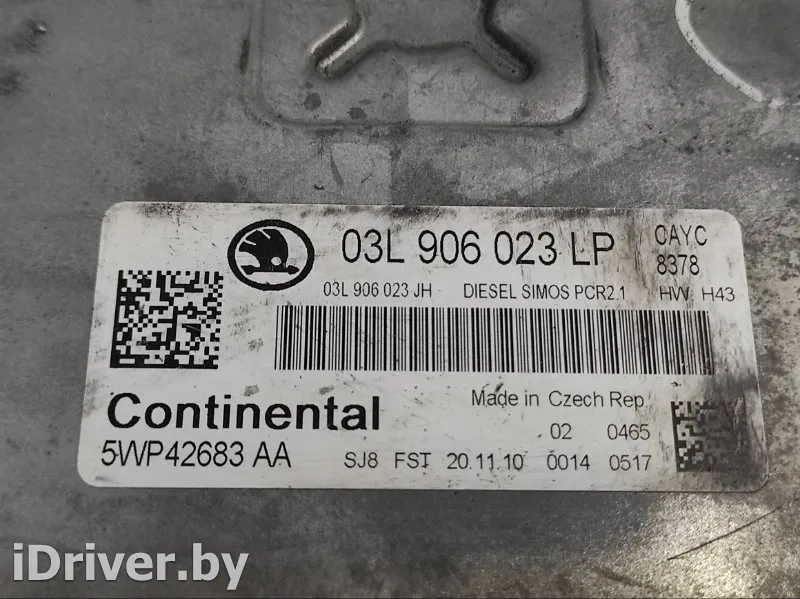 03L 906 023 LP CAYC
8378
03L 906 023 JH DIESEL SIMOS PCR2.1 HW H43
Continental Made in Czech Rep.
02 0465
5WP42683 AA SJ8 FST 20.11.10 0014 0517
iDriver.by